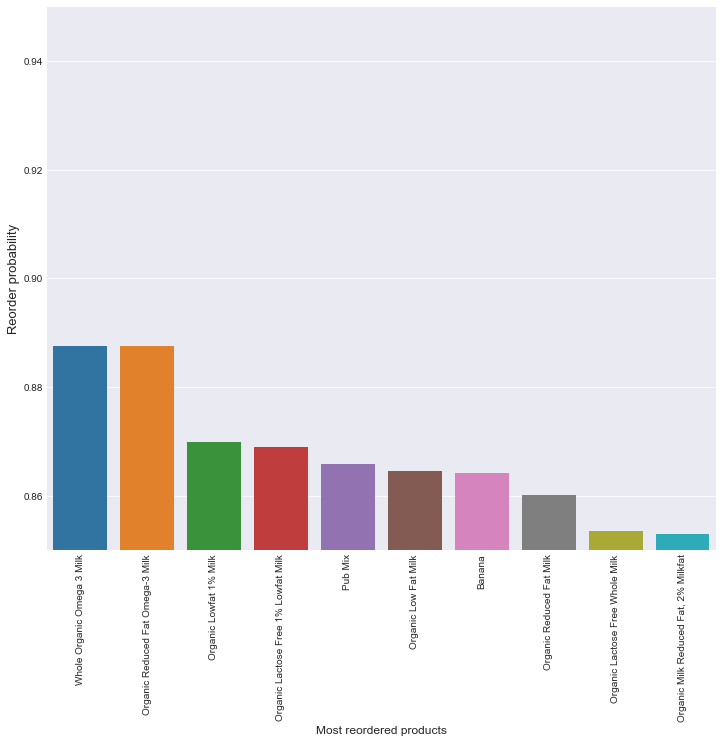 0.94
0.92
0.90
0.88
0.86
Reorder probability
Whole Organic Omega 3 Milk
Organic Reduced Fat Omega-3 Milk
Organic Lowfat 1% Milk
Organic Lactose Free 1% Lowfat Milk
Pub Mix
Organic Low Fat Milk
Banana
Organic Reduced Fat Milk
Organic Lactose Free Whole Milk
Organic Milk Reduced Fat, 2% Milkfat
Most reordered products